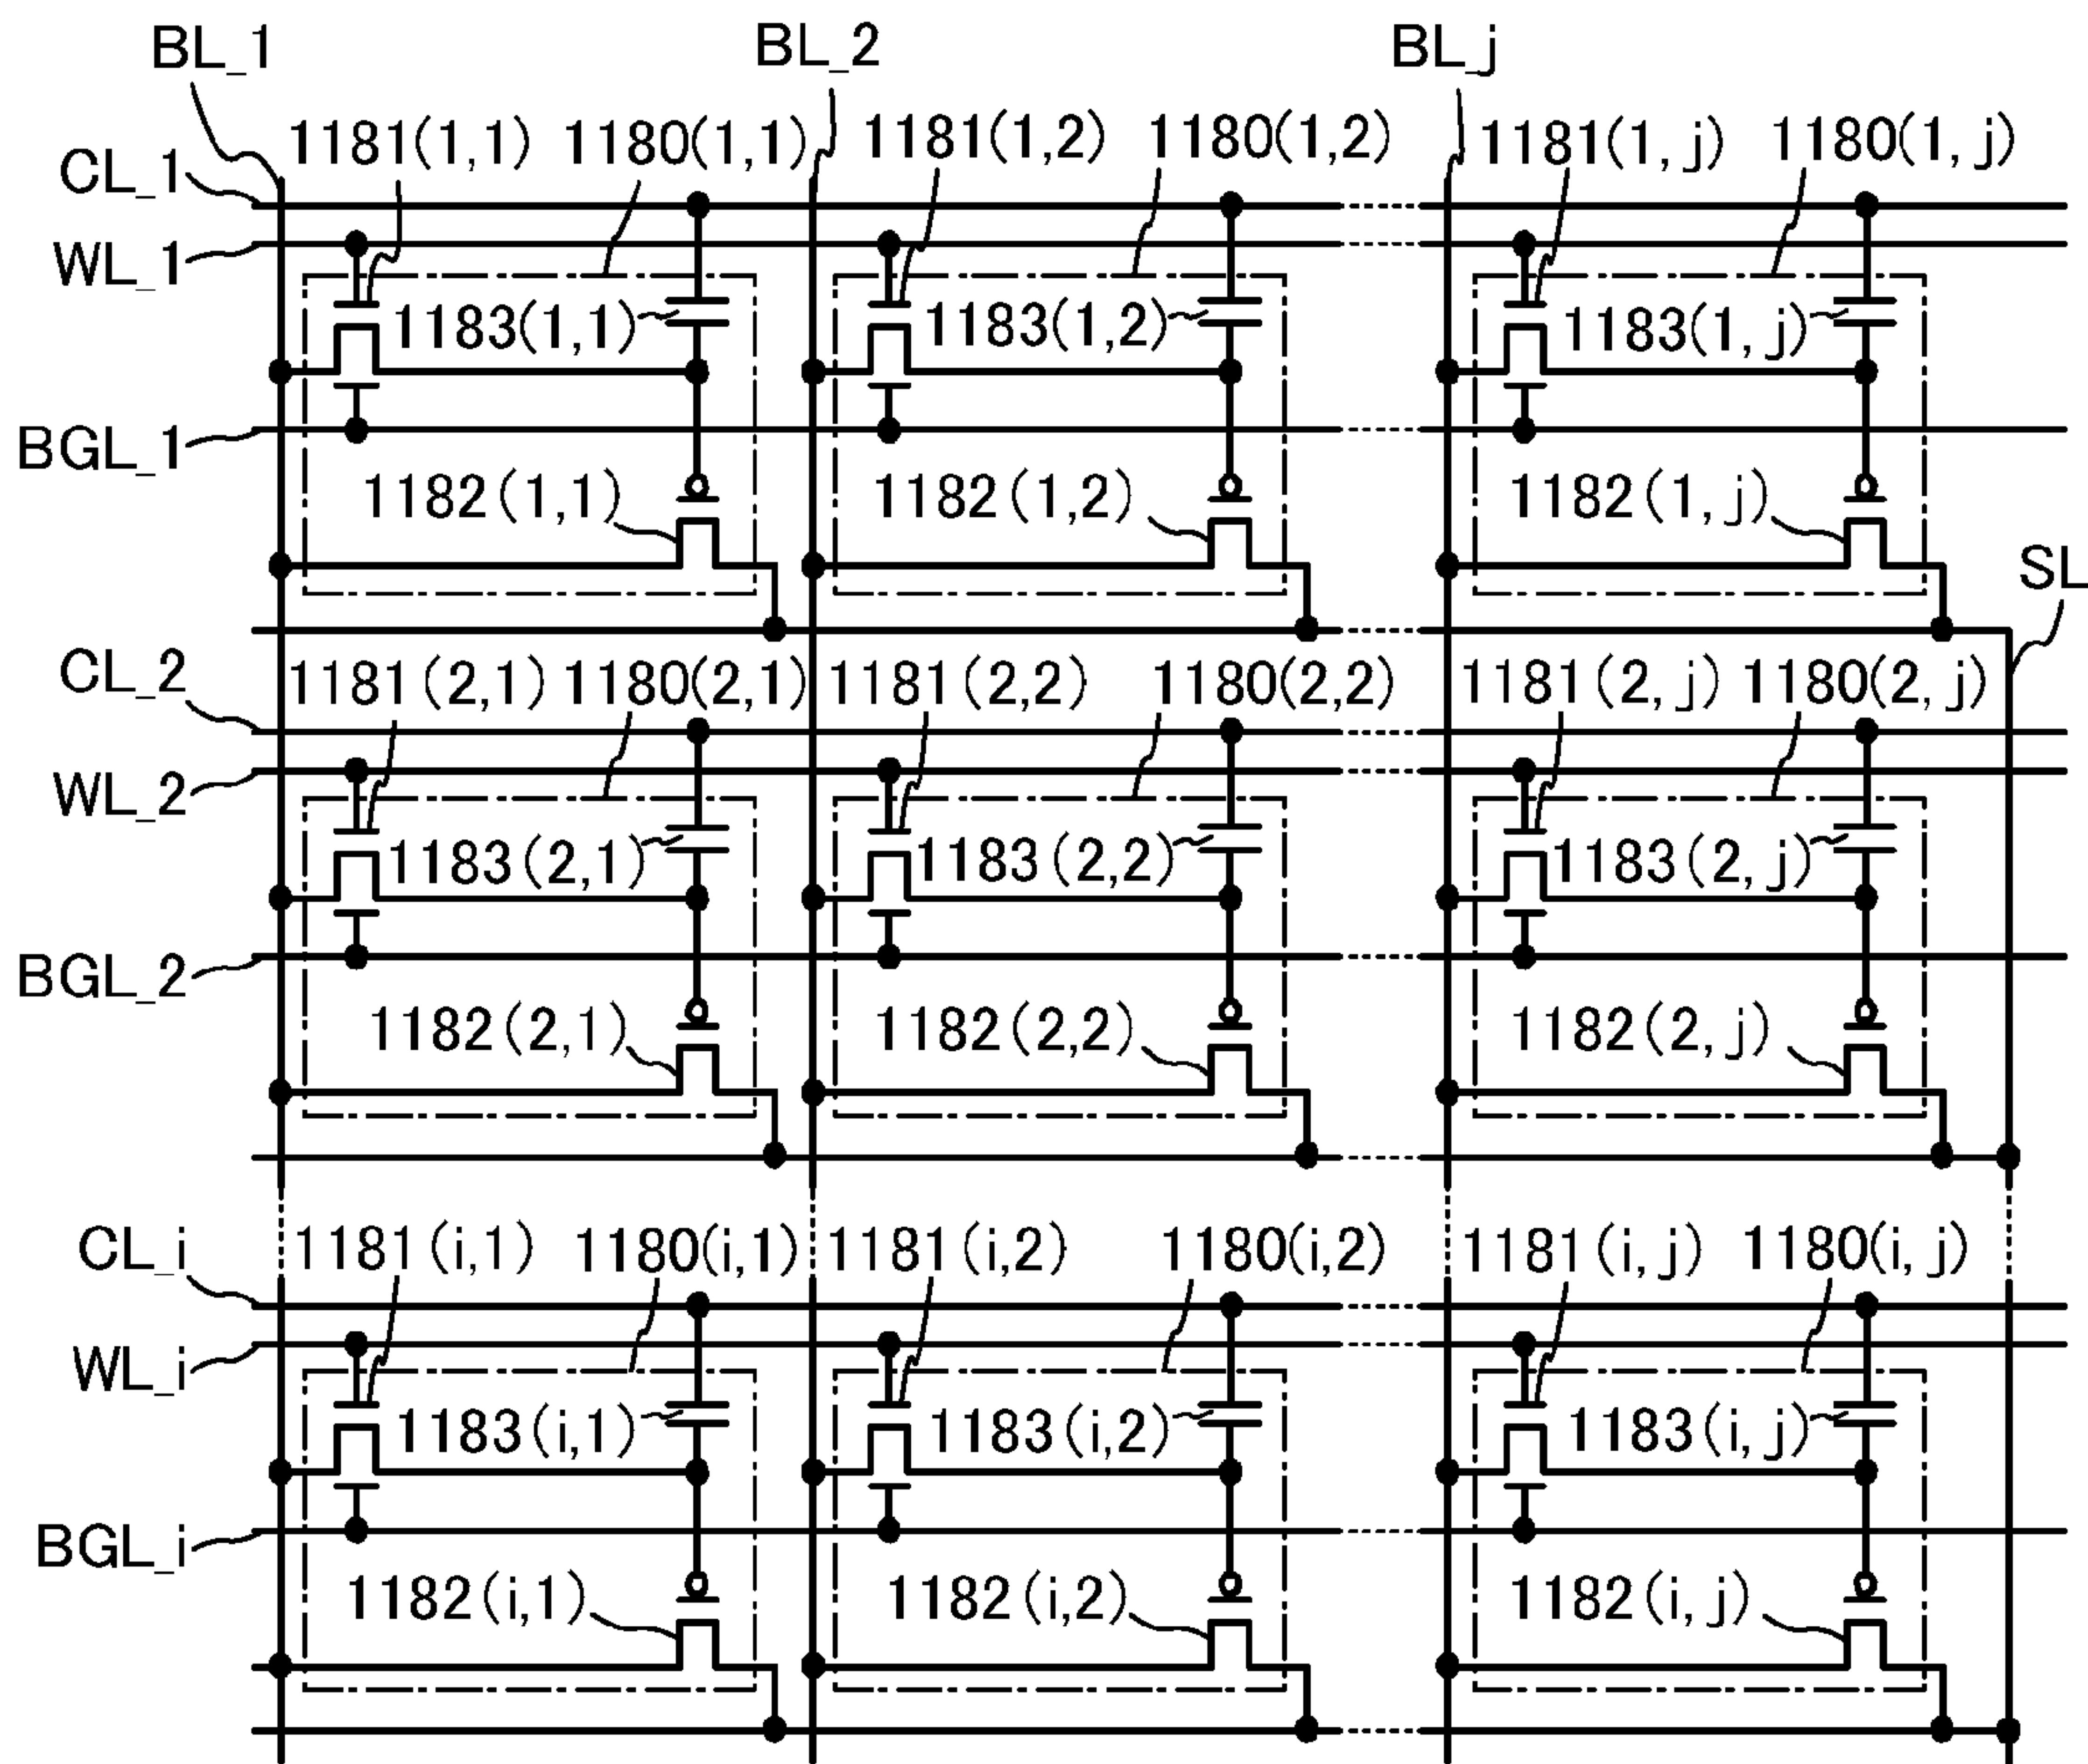 BL_1 BL_2 BL_j
1181(1,1) 1180(1,1) 1181(1,2) 1180(1,2) 1181(1,j) 1180(1,j)
CL_1
WL_1
1183(1,1) 1183(1,2) 1183(1,j)
BGL_1
1182(1,1) 1182(1,2) 1182(1,j)
SL
CL_2 1181(2,1) 1180(2,1) 1181(2,2) 1180(2,2) 1181(2,j) 1180(2,j)
WL_2
1183(2,1) 1183(2,2) 1183(2,j)
BGL_2
1182(2,1) 1182(2,2) 1182(2,j)
CL_i 1181(i,1) 1180(i,1) 1181(i,2) 1180(i,2) 1181(i,j) 1180(i,j)
WL_i
1183(i,1) 1183(i,2) 1183(i,j)
BGL_i
1182(i,1) 1182(i,2) 1182(i,j)